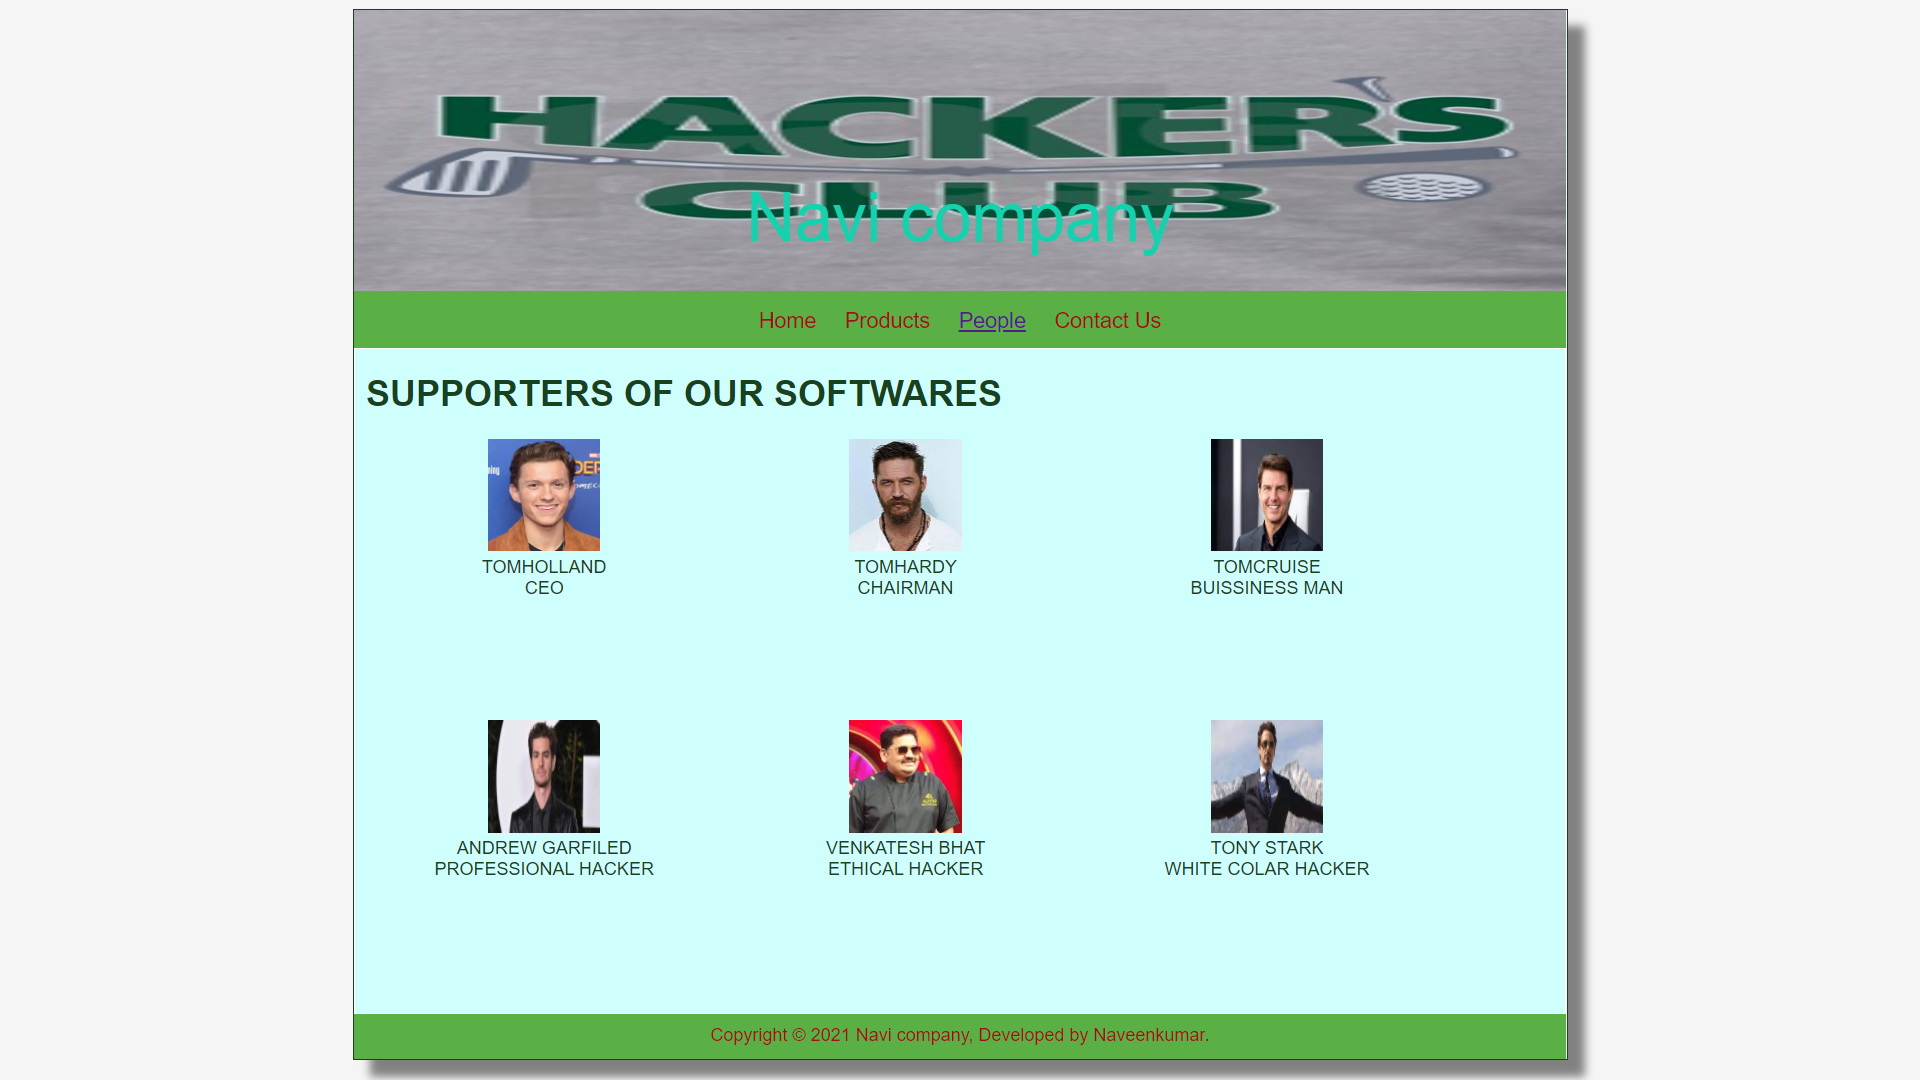 HACKER'S
CLUB
Navi company
Home Products People Contact Us
SUPPORTERS OF OUR SOFTWARES
TOMHOLLAND
CEO
TOMHARDY
CHAIRMAN
TOMCRUISE
BUISSINESS MAN
ANDREW GARFILED
PROFESSIONAL HACKER
VENKATESH BHAT
ETHICAL HACKER
TONY STARK
WHITE COLAR HACKER
Copyright © 2021 Navi company, Developed by Naveenkumar.